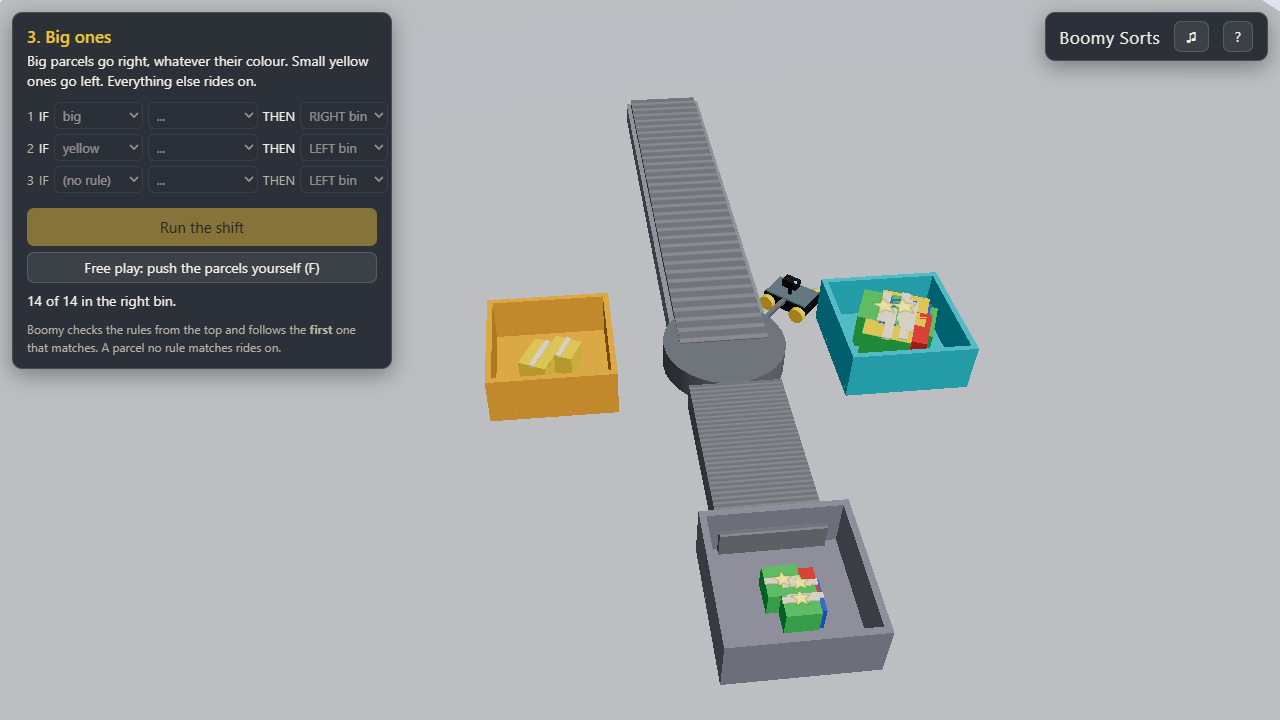 3. Big ones
Big parcels go right, whatever their colour. Small yellow
ones go left. Everything else rides on.
1 IF big ... THEN RIGHT bin
2 IF yellow ... THEN LEFT bin
3 IF (no rule) ... THEN LEFT bin
Run the shift
Free play: push the parcels yourself (F)
14 of 14 in the right bin.
Boomy checks the rules from the top and follows the first one
that matches. A parcel no rule matches rides on.
Boomy Sorts ♫ ?